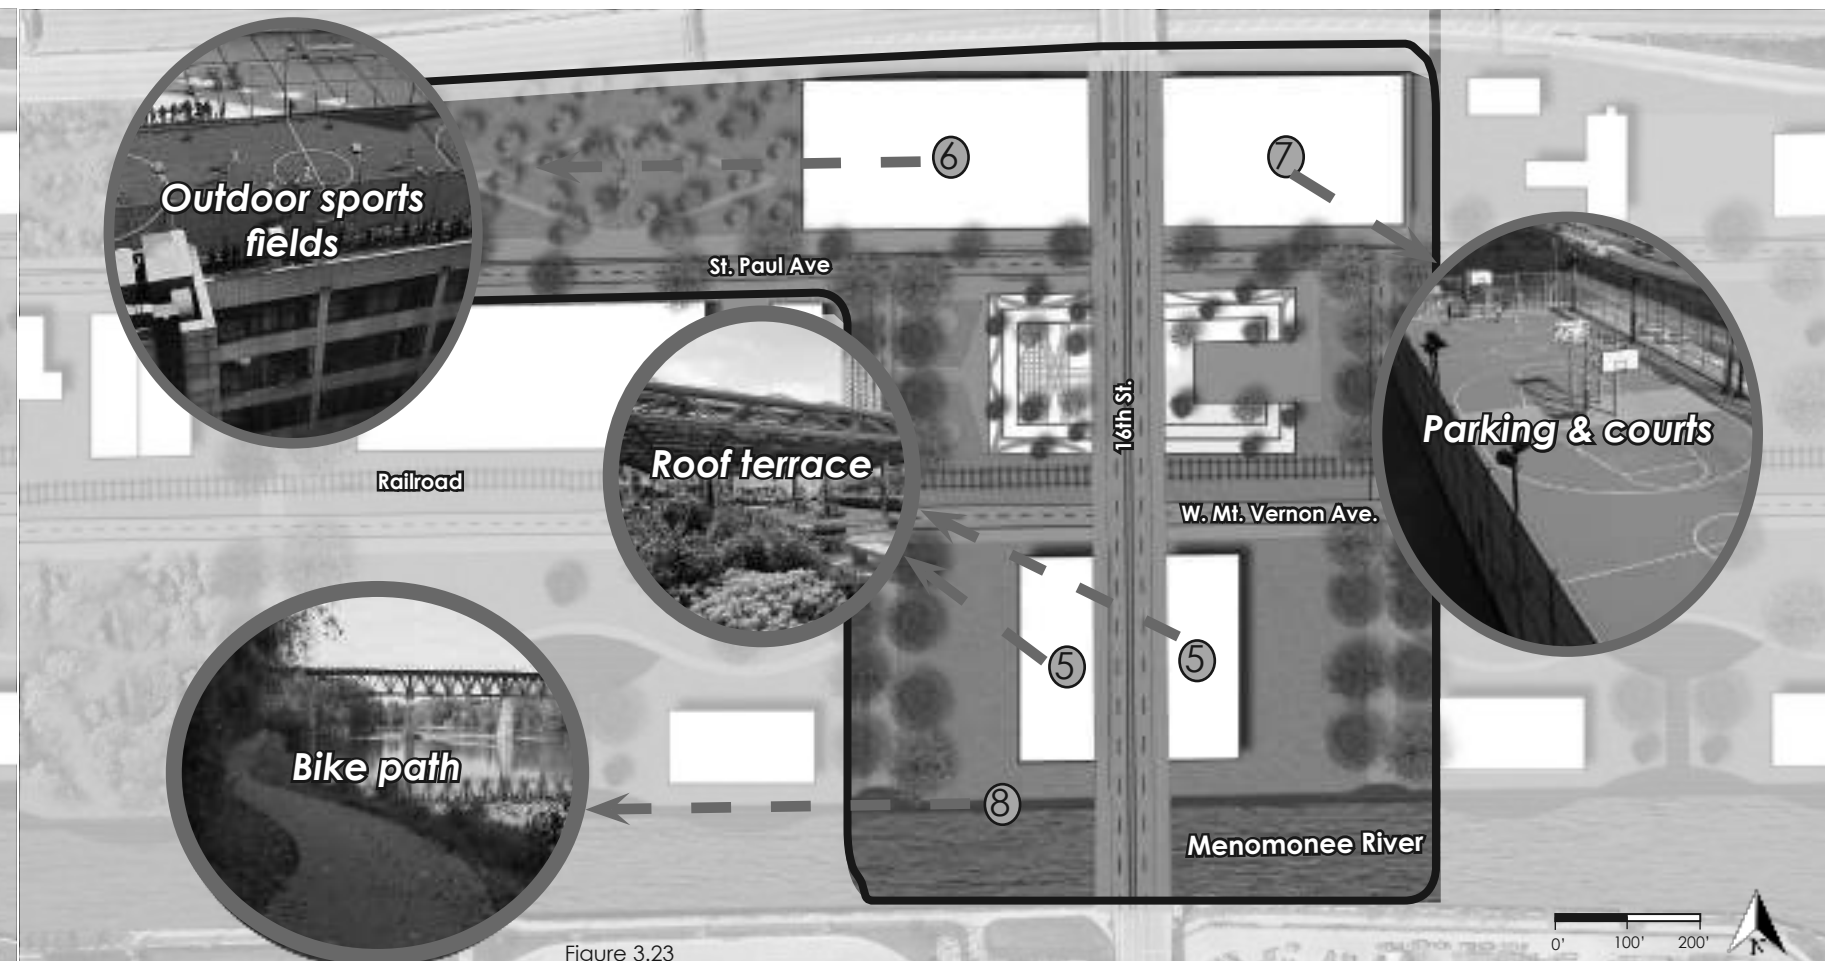 Outdoor sports
fields
6
7
St. Paul Ave
16th St.
Parking & courts
Roof terrace
Railroad
W. Mt. Vernon Ave.
5
5
Bike path
8
Menomonee River
0'
100'
200'
N
Figure 3.23